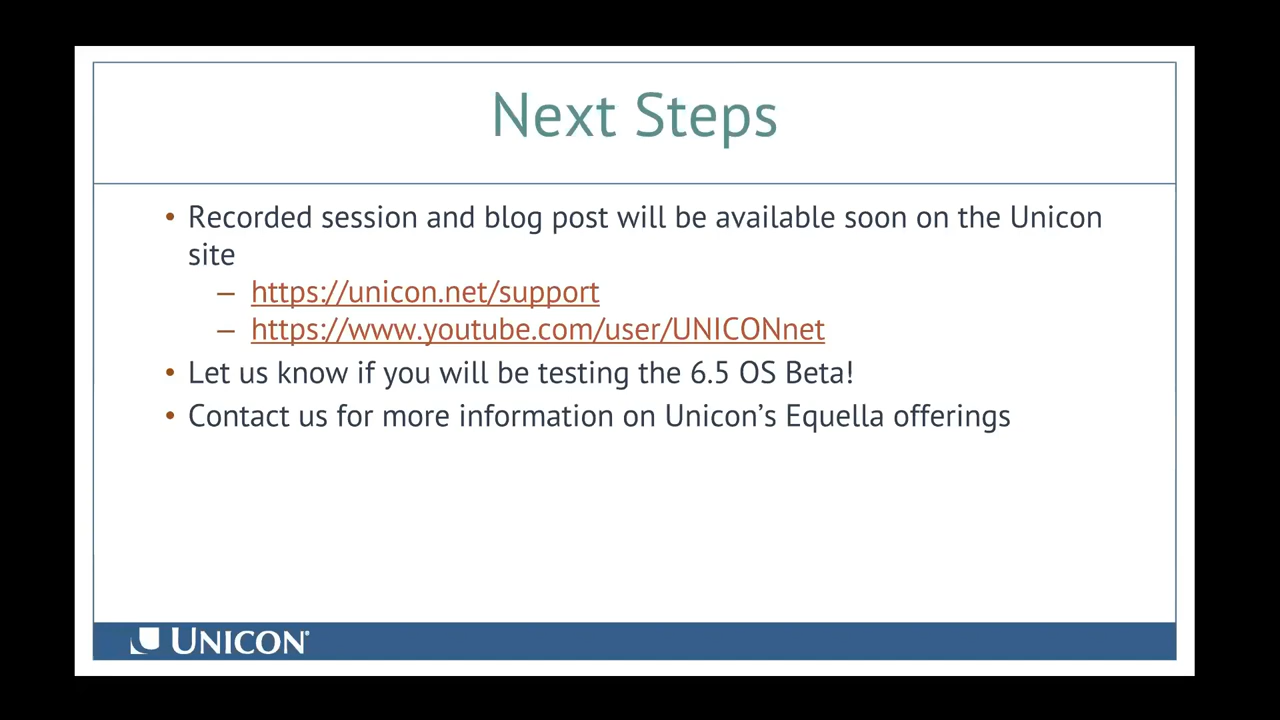 Next Steps
• Recorded session and blog post will be available soon on the Unicon
site
– https://unicon.net/support
– https://www.youtube.com/user/UNICONnet
• Let us know if you will be testing the 6.5 OS Beta!
• Contact us for more information on Unicon’s Equella offerings
UNICON®